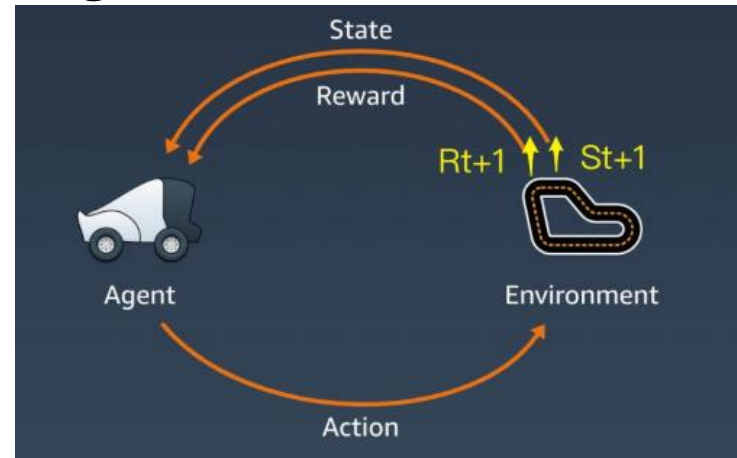 State
Reward
Rt+1 St+1
Agent
Environment
Action